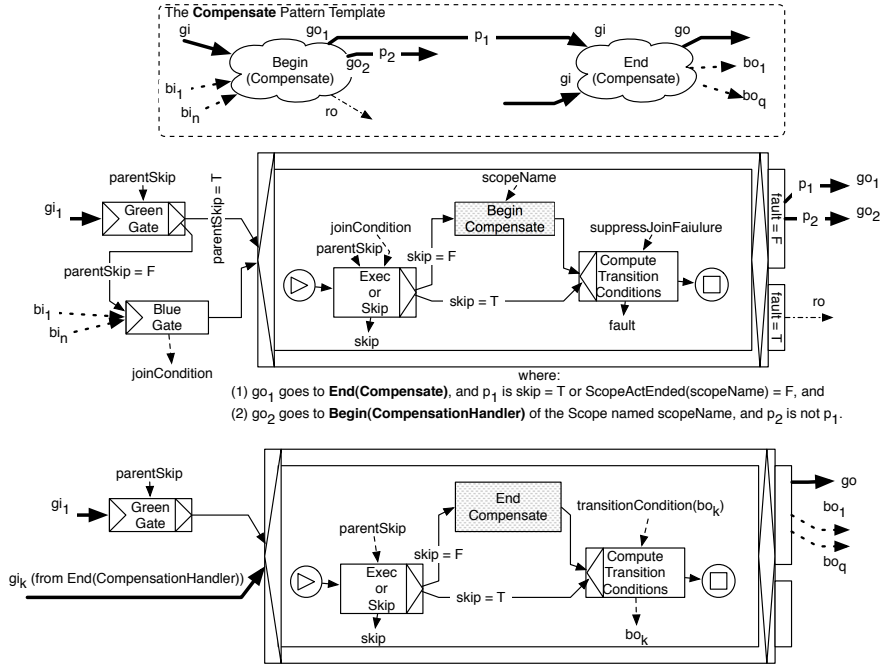 The Compensate Pattern Template
gi
go1
p1
gi
go
Begin
(Compensate)
go2
p2
End
(Compensate)
bi1
bin
ro
gi
bo1
boq
parentSkip
gi1
Green
Gate
parentSkip = T
parentSkip = F
bi1
bin
Blue
Gate
joinCondition
scopeName
Begin
Compensate
joinCondition
parentSkip
skip = F
Exec
or
Skip
skip = T
skip
suppressJoinFaiulure
Compute
Transition
Conditions
fault
fault = F
p1
go1
p2
go2
fault = T
ro
where:
(1) go1 goes to End(Compensate), and p1 is skip = T or ScopeActEnded(scopeName) = F, and
(2) go2 goes to Begin(CompensationHandler) of the Scope named scopeName, and p2 is not p1.
parentSkip
gi1
Green
Gate
gik (from End(CompensationHandler))
End
Compensate
parentSkip
skip = F
Exec
or
Skip
skip = T
skip
transitionCondition(bok)
Compute
Transition
Conditions
bok
go
bo1
boq